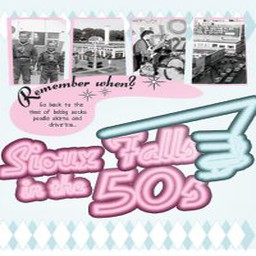 Remember when?
Go back to the
time of bobby socks
poodle skirts and
drive-ins...
Sioux Falls
in the 50s